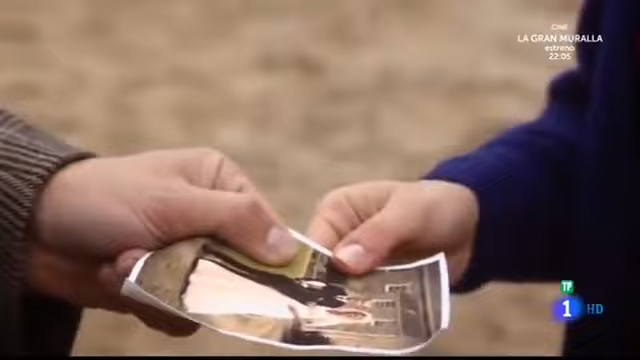 CINE
LA GRAN MURALLA
estreno
22:05
TP
1 HD